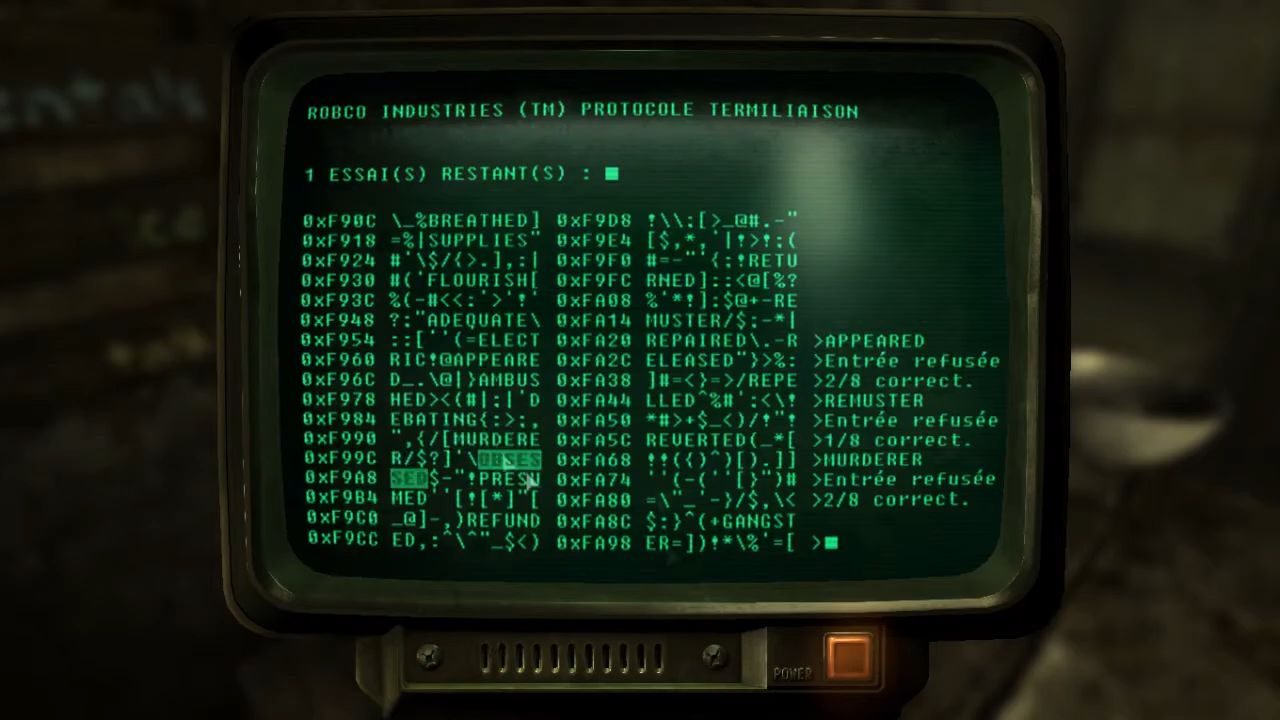 ROBCO INDUSTRIES (TM) PROTOCOLE TERMILIAISON
1 ESSAI(S) RESTANT(S) :
0xF90C \_%BREATHED] 0xF9D8 !\\:[>_@#.-"
0xF918 =%|SUPPLIES" 0xF9E4 [$,*,'|!>!:(
0xF924 #'\$/{>.],:| 0xF9F0 #=-"'{:!RETU
0xF930 #('FLOURISH[ 0xF9FC RNED]::<@[%?
0xF93C %(-#<<:'>'!' 0xFA08 %'*!]:$@+-RE
0xF948 ?:"ADEQUATE\ 0xFA14 MUSTER/$:-*|
0xF954 ::[''(=ELECT 0xFA20 REPAIRED\.-R >APPEARED
0xF960 RIC!@APPEARE 0xFA2C ELEASED"}>%: >Entrée refusée
0xF96C D_.\@|}AMBUS 0xFA38 ]#=<}=>/REPE >2/8 correct.
0xF978 HED><(#|:|'D 0xFA44 LLED^%#':<\! >REMUSTER
0xF984 EBATING{:>:, 0xFA50 *#>+$_<)/!"! >Entrée refusée
0xF990 ",{/[MURDERE 0xFA5C REVERTED(_*[ >1/8 correct.
0xF99C R/$?]'\OBSES 0xFA68 !!({)^)[).]] >MURDERER
0xF9A8 SED$-"!PRESU 0xFA74 ''(-(''[}")# >Entrée refusée
0xF9B4 MED''[![*]"[ 0xFA80 =\"_'-}/$,\< >2/8 correct.
0xF9C0 _@]-,)REFUND 0xFA8C $:}^(+GANGST
0xF9CC ED,:^\^"_$<) 0xFA98 ER=])!*\%'=[ >
POWER